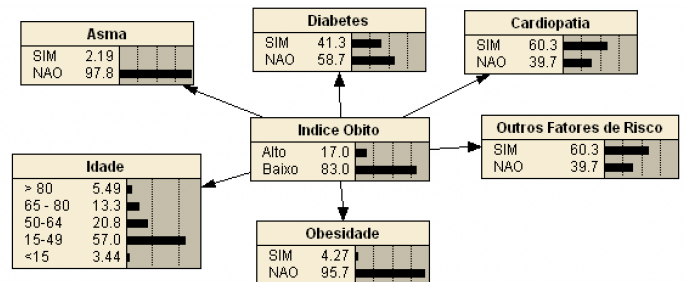 Asma
SIM 2.19
NAO 97.8
Diabetes
SIM 41.3
NAO 58.7
Cardiopatia
SIM 60.3
NAO 39.7
Indice Obito
Alto 17.0
Baixo 83.0
Outros Fatores de Risco
SIM 60.3
NAO 39.7
Idade
> 80 5.49
65 - 80 13.3
50-64 20.8
15-49 57.0
<15 3.44
Obesidade
SIM 4.27
NAO 95.7